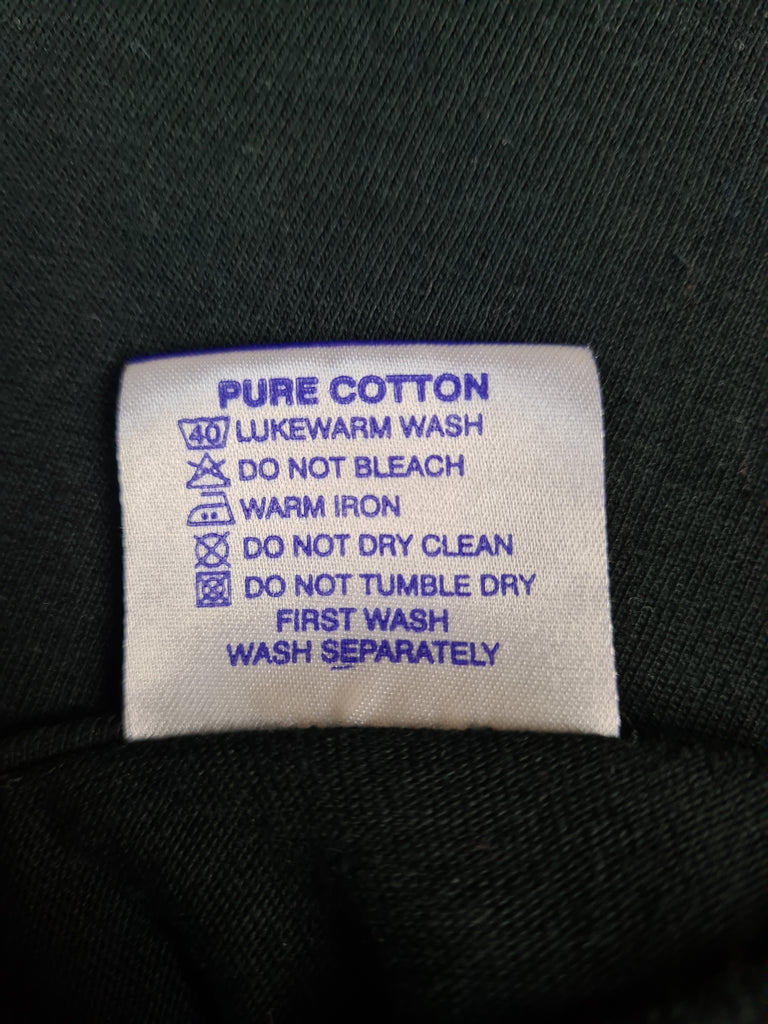 PURE COTTON
40 LUKEWARM WASH
DO NOT BLEACH
WARM IRON
DO NOT DRY CLEAN
DO NOT TUMBLE DRY
FIRST WASH
WASH SEPARATELY